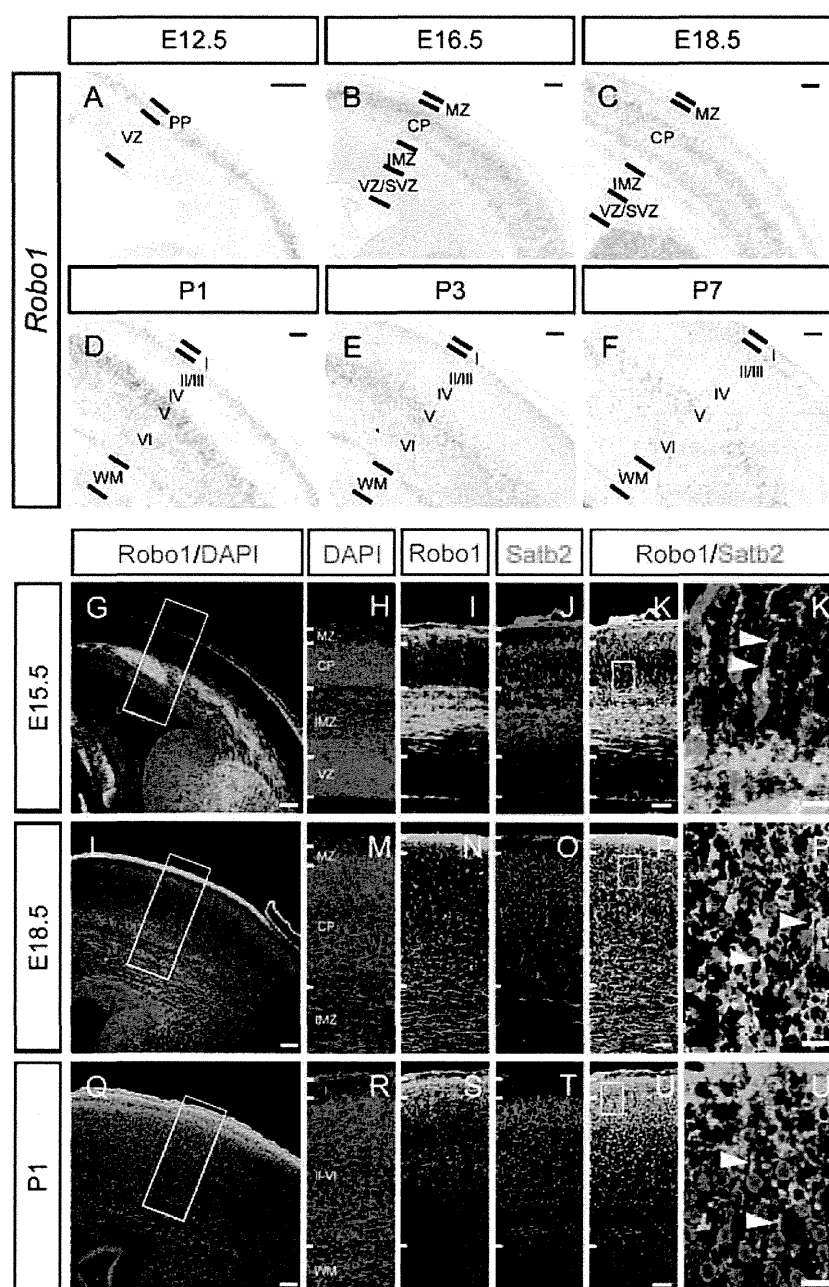 E12.5 E16.5 E18.5
Robo1
A PP VZ
B MZ CP IMZ VZ/SVZ
C MZ CP IMZ VZ/SVZ
P1 P3 P7
D I II/III IV V VI WM
E I II/III IV V VI WM
F I II/III IV V VI WM
Robo1/DAPI DAPI Robo1 Satb2 Robo1/Satb2
E15.5
G H I J K K
MZ
CP
IMZ
VZ
E18.5
L M N O P P
MZ
CP
IMZ
P1
Q R S T U U
I
II-VI
WM